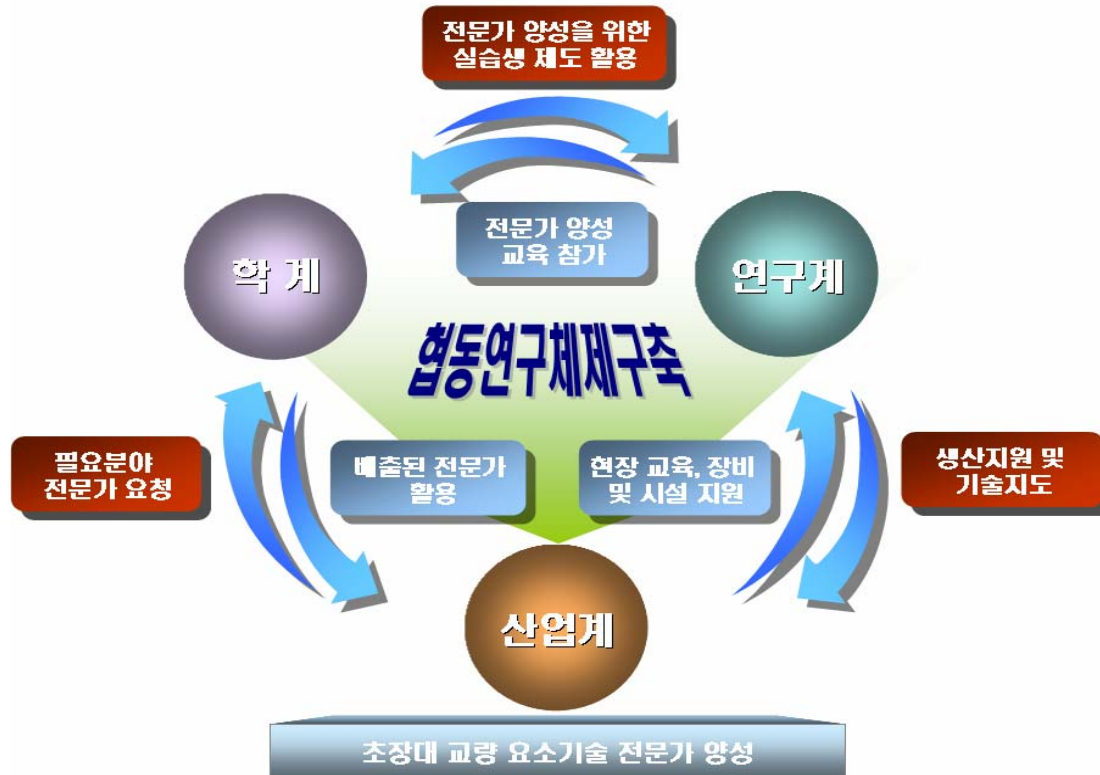 전문가 양성을 위한
실습생 제도 활용
전문가 양성
교육 참가
학 계
연구계
협동연구체제구축
필요분야
전문가 요청
배출된 전문가
활용
현장 교육, 장비
및 시설 지원
생산지원 및
기술지도
산업계
초장대 교량 요소기술 전문가 양성